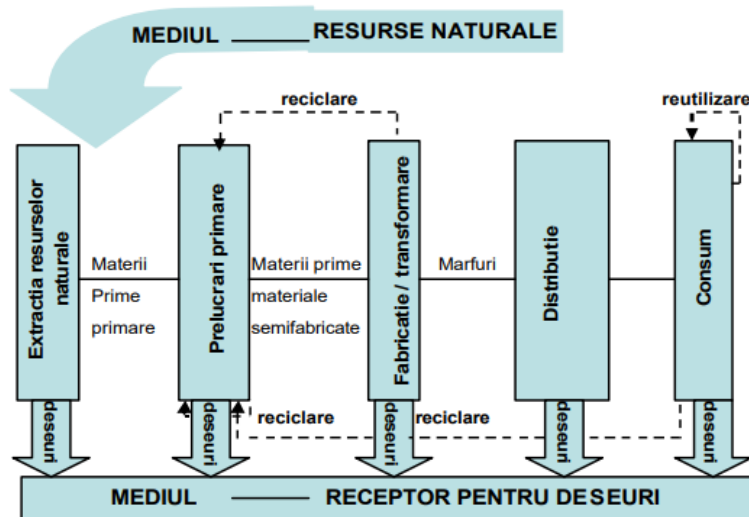 MEDIUL ____ RESURSE NATURALE
reciclare
reutilizare
Extractia resurselor
naturale
Materii
Prime
primare
Prelucrari primare
Materii prime
materiale
semifabricate
Fabricatie / transformare
Marfuri
Distributie
Consum
deseuri
deseuri
reciclare
deseuri
reciclare
deseuri
deseuri
MEDIUL —— RECEPTOR PENTRU DESEURI